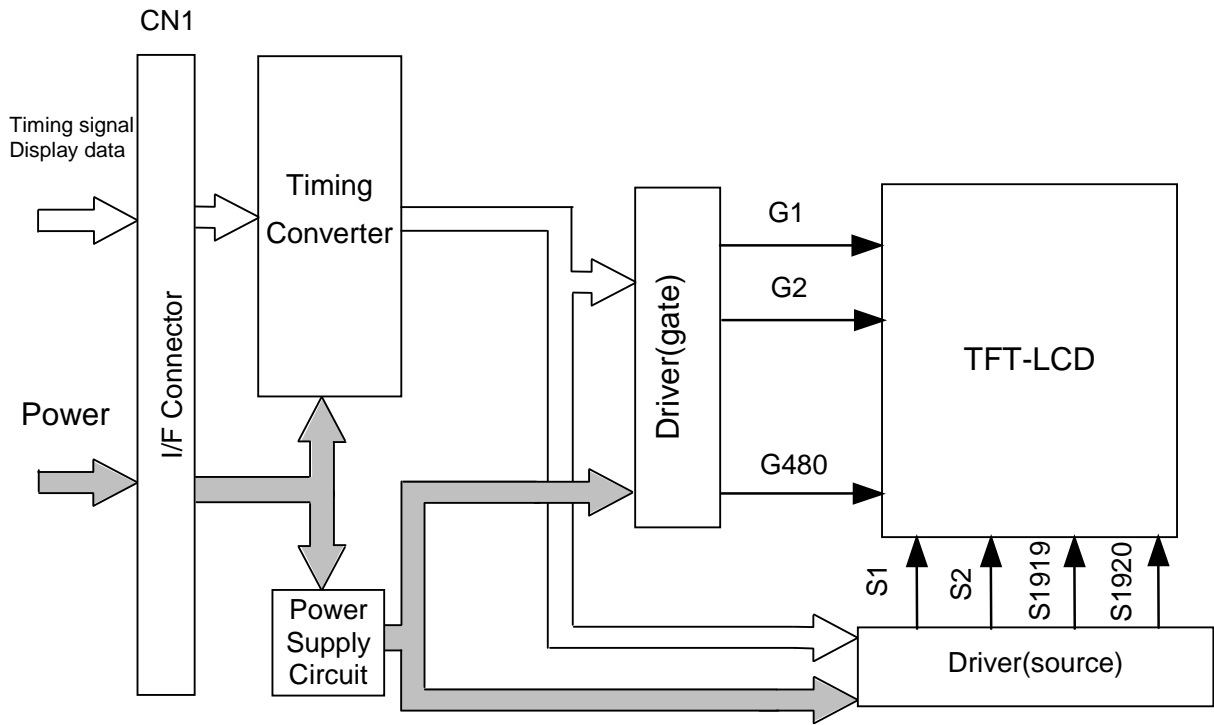 CN1
Timing signal
Display data
Power
I/F Connector
Timing
Converter
Power
Supply
Circuit
Driver(gate)
G1
G2
G480
TFT-LCD
S1
S2
S1919
S1920
Driver(source)